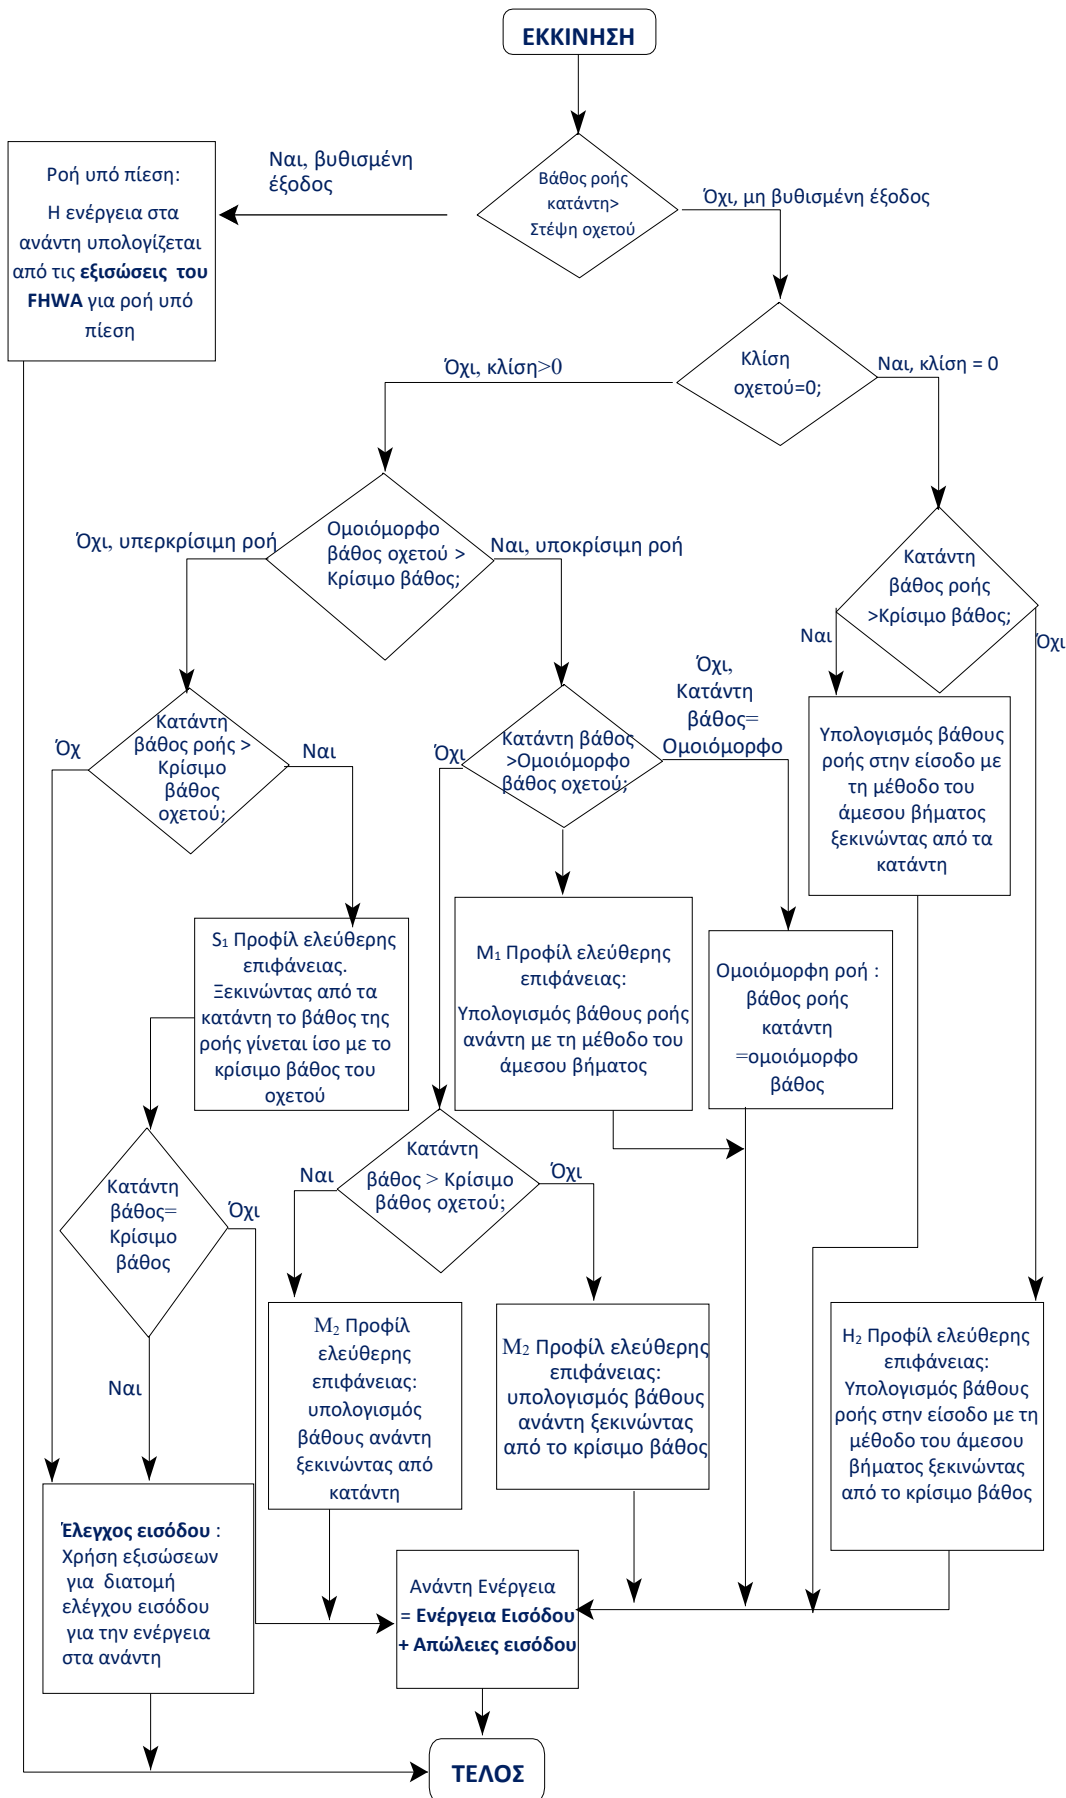 ΕΚΚΙΝΗΣΗ
Ναι, βυθισμένη
έξοδος
Βάθος ροής
κατάντη>
Στέψη οχετού
Όχι, μη βυθισμένη έξοδος
Ροή υπό πίεση:
Η ενέργεια στα
ανάντη υπολογίζεται
από τις εξισώσεις του
FHWA για ροή υπό
πίεση
Κλίση
οχετού=0;
Όχι, κλίση>0
Ναι, κλίση = 0
Ομοιόμορφο
βάθος οχετού >
Κρίσιμο βάθος;
Όχι, υπερκρίσιμη ροή
Ναι, υποκρίσιμη ροή
Κατάντη
βάθος ροής
>Κρίσιμο βάθος;
Ναι
Όχι
Κατάντη
βάθος ροής >
Κρίσιμο
βάθος
οχετού;
Όχ
Ναι
Κατάντη βάθος
>Ομοιόμορφο
βάθος οχετού;
Όχι
Όχι,
Κατάντη
βάθος=
Ομοιόμορφο
Υπολογισμός βάθους
ροής στην είσοδο με
τη μέθοδο του
άμεσου βήματος
ξεκινώντας από τα
κατάντη
S1 Προφίλ ελεύθερης
επιφάνειας.
Ξεκινώντας από τα
κατάντη το βάθος της
ροής γίνεται ίσο με το
κρίσιμο βάθος του
οχετού
M1 Προφίλ ελεύθερης
επιφάνειας:
Υπολογισμός βάθους ροής
ανάντη με τη μέθοδο του
άμεσου βήματος
Ομοιόμορφη ροή :
βάθος ροής
κατάντη
=ομοιόμορφο
βάθος
Κατάντη
βάθος=
Κρίσιμο
βάθος
Όχι
Ναι
Κατάντη
βάθος > Κρίσιμο
βάθος οχετού;
Ναι
Όχι
M2 Προφίλ
ελεύθερης
επιφάνειας:
υπολογισμός
βάθους ανάντη
ξεκινώντας από
κατάντη
M2 Προφίλ ελεύθερης
επιφάνειας:
υπολογισμός βάθους
ανάντη ξεκινώντας
από το κρίσιμο βάθος
H2 Προφίλ ελεύθερης
επιφάνειας:
Υπολογισμός βάθους
ροής στην είσοδο με τη
μέθοδο του άμεσου
βήματος ξεκινώντας
από το κρίσιμο βάθος
Έλεγχος εισόδου :
Χρήση εξισώσεων
για διατομή
ελέγχου εισόδου
για την ενέργεια
στα ανάντη
Ανάντη Ενέργεια
= Ενέργεια Εισόδου
+ Απώλειες εισόδου
ΤΕΛΟΣ